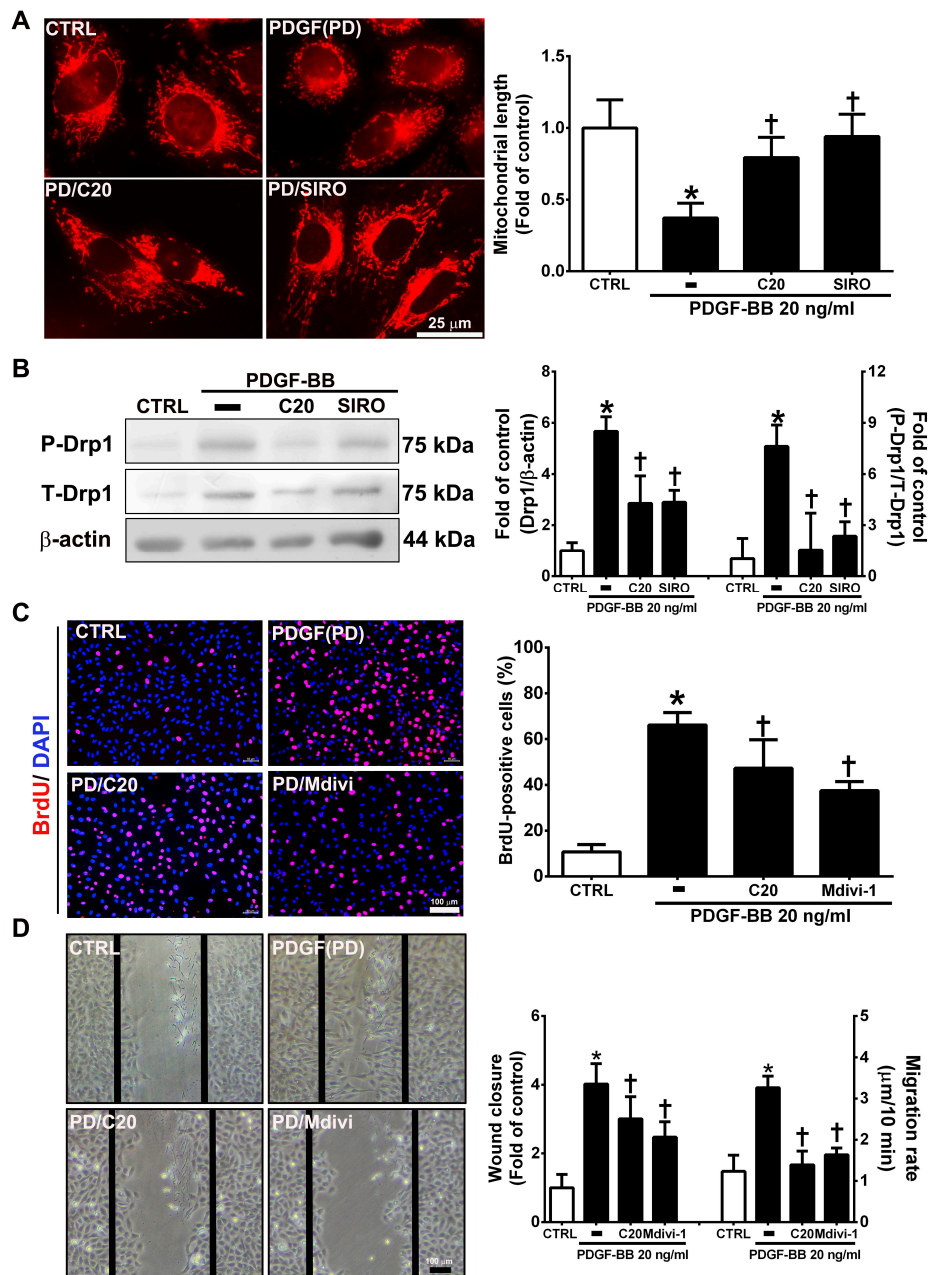 A
CTRL
PDGF(PD)
PD/C20
PD/SIRO
25 μm
Mitochondrial length
(Fold of control)
1.5
1.0
0.5
0.0
*
†
†
CTRL
C20
SIRO
PDGF-BB 20 ng/ml
B
PDGF-BB
CTRL
C20
SIRO
P-Drp1
75 kDa
T-Drp1
75 kDa
β-actin
44 kDa
Fold of control
(Drp1/β-actin)
8
6
4
2
0
*
†
†
*
†
†
12
9
6
3
0
Fold of control
(P-Drp1/T-Drp1)
CTRL
-
C20
SIRO
CTRL
-
C20
SIRO
PDGF-BB 20 ng/ml
PDGF-BB 20 ng/ml
C
BrdU/ DAPI
CTRL
PDGF(PD)
PD/C20
PD/Mdivi
100 μm
BrdU-positive cells (%)
100
80
60
40
20
0
*
†
†
CTRL
-
C20
Mdivi-1
PDGF-BB 20 ng/ml
D
CTRL
PDGF(PD)
PD/C20
PD/Mdivi
100 μm
Wound closure
(Fold of control)
6
4
2
0
*
†
†
*
†
†
5
4
3
2
1
0
Migration rate
(μm/10 min)
CTRL
-
C20Mdivi-1
CTRL
-
C20Mdivi-1
PDGF-BB 20 ng/ml
PDGF-BB 20 ng/ml